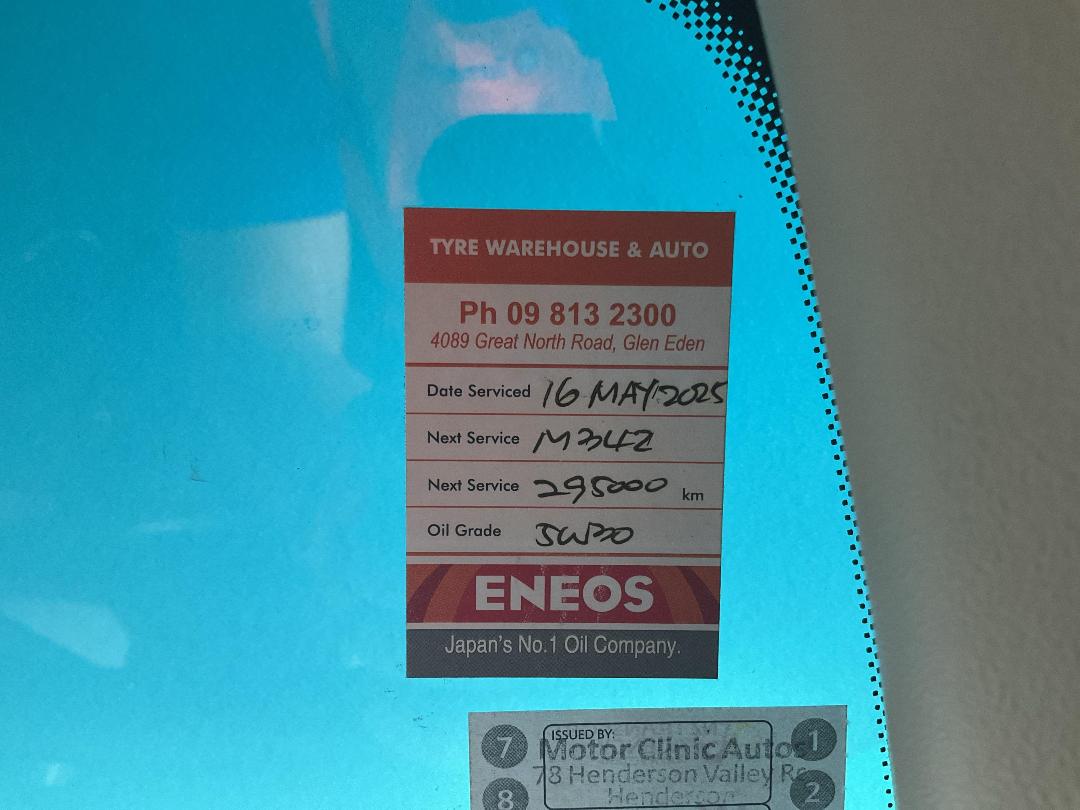 TYRE WAREHOUSE & AUTO
Ph 09 813 2300
4089 Great North Road, Glen Eden
Date Serviced 16 MAY 2025
Next Service M342
Next Service 295000 km
Oil Grade 5W30
ENEOS
Japan's No.1 Oil Company.
7 ISSUED BY: 1
Motor Clinic Autos
78 Henderson Valley
8 Henderson 2